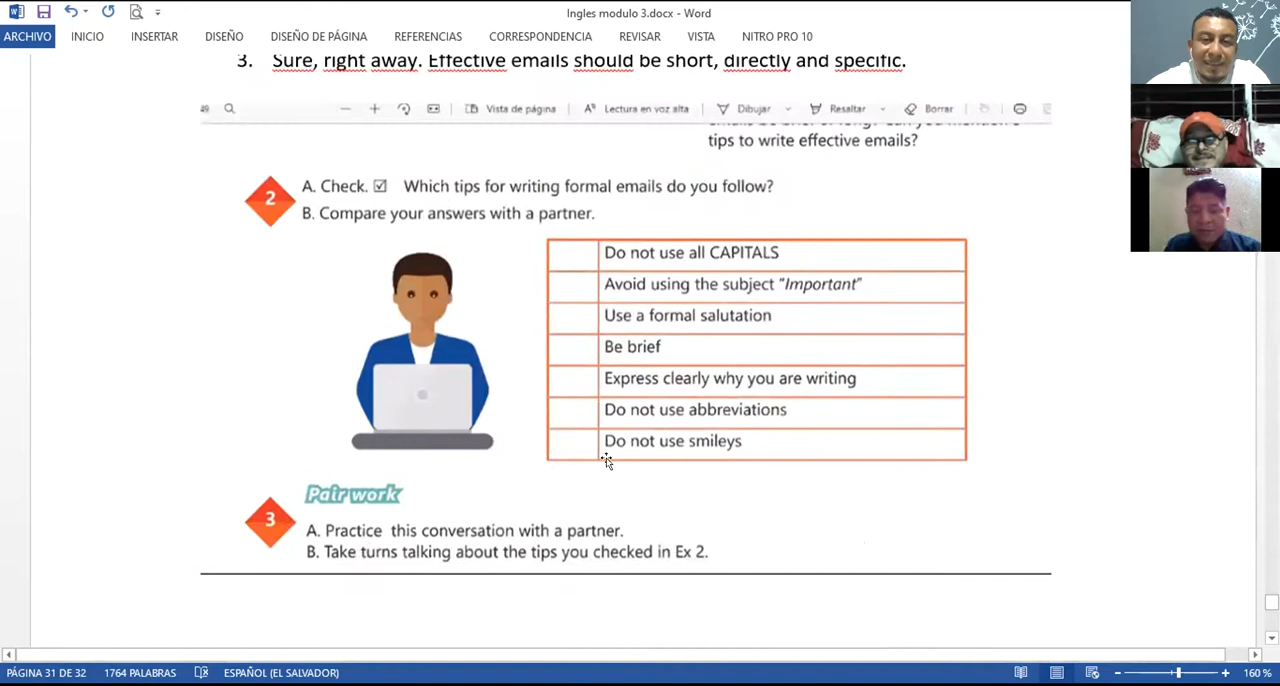 Ingles modulo 3.docx - Word
ARCHIVO INICIO INSERTAR DISEÑO DISEÑO DE PÁGINA REFERENCIAS CORRESPONDENCIA REVISAR VISTA NITRO PRO 10
3. Sure, right away. Effective emails should be short, directly and specific.
49 Vista de página Lectura en voz alta Dibujar Resaltar Borrar
tips to write effective emails?
2
A. Check. ☑ Which tips for writing formal emails do you follow?
B. Compare your answers with a partner.
Do not use all CAPITALS
Avoid using the subject "Important"
Use a formal salutation
Be brief
Express clearly why you are writing
Do not use abbreviations
Do not use smileys
Pair work
3
A. Practice this conversation with a partner.
B. Take turns talking about the tips you checked in Ex 2.
PÁGINA 31 DE 32 1764 PALABRAS ESPAÑOL (EL SALVADOR) 160 %